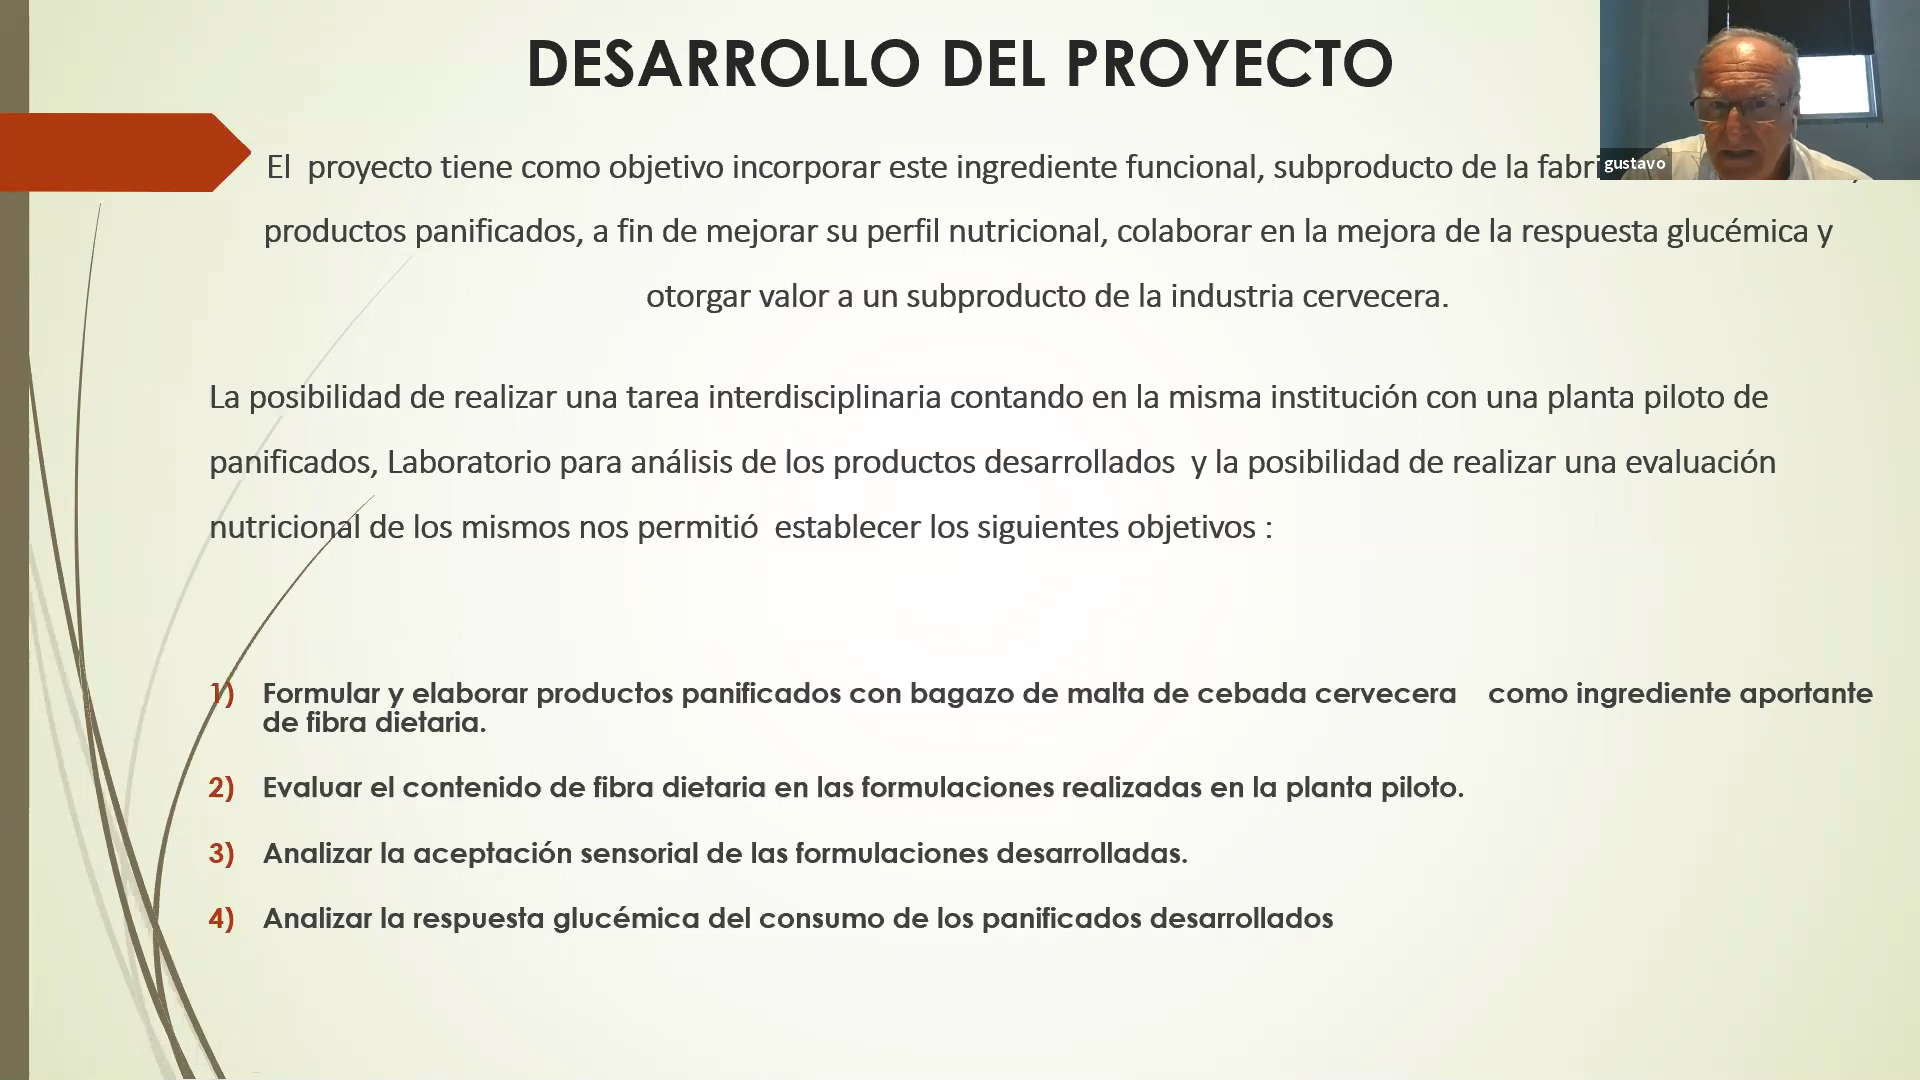 DESARROLLO DEL PROYECTO
El proyecto tiene como objetivo incorporar este ingrediente funcional, subproducto de la
gustavo
productos panificados, a fin de mejorar su perfil nutricional, colaborar en la mejora de la respuesta glucémica y
otorgar valor a un subproducto de la industria cervecera.
La posibilidad de realizar una tarea interdisciplinaria contando en la misma institución con una planta piloto de
panificados, Laboratorio para análisis de los productos desarrollados y la posibilidad de realizar una evaluación
nutricional de los mismos nos permitió establecer los siguientes objetivos :
1) Formular y elaborar productos panificados con bagazo de malta de cebada cervecera como ingrediente aportante
de fibra dietaria.
2) Evaluar el contenido de fibra dietaria en las formulaciones realizadas en la planta piloto.
3) Analizar la aceptación sensorial de las formulaciones desarrolladas.
4) Analizar la respuesta glucémica del consumo de los panificados desarrollados